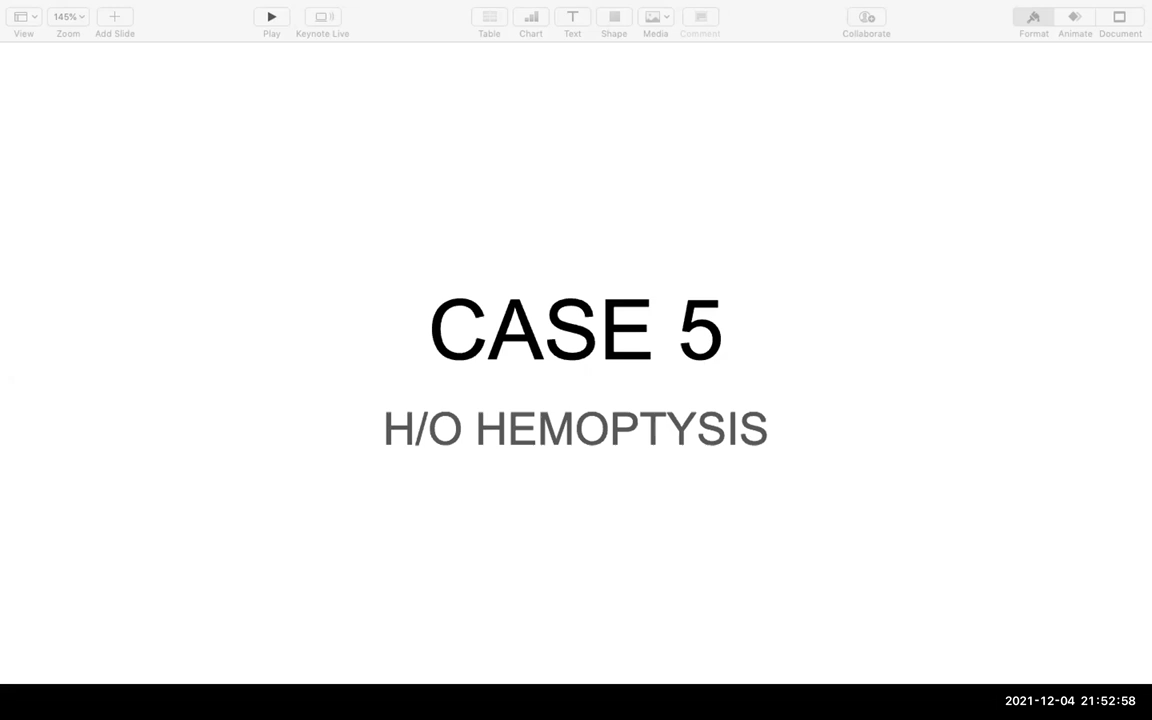 145%
View
Zoom
Add Slide
Play
Keynote Live
Table
Chart
Text
Shape
Media
Comment
Collaborate
Format
Animate
Document
CASE 5
H/O HEMOPTYSIS
2021-12-04 21:52:58